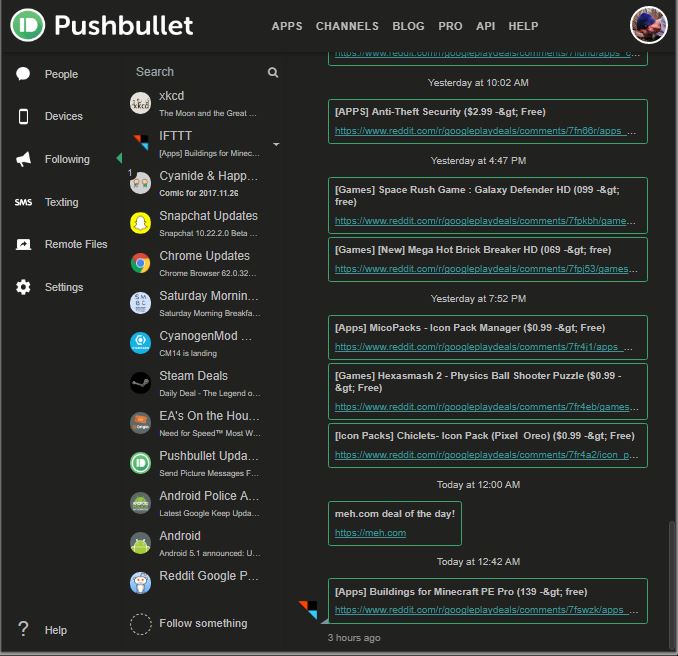 Pushbullet
APPS CHANNELS BLOG PRO API HELP
People
Devices
Following
SMS Texting
Remote Files
Settings
? Help
Search
xkcd
The Moon and the Great ...
IFTTT
[Apps] Buildings for Minec...
1
Cyanide & Happ...
Comic for 2017.11.26
Snapchat Updates
Snapchat 10.22.2.0 Beta ...
Chrome Updates
Chrome Browser 62.0.32...
SM
BC
Saturday Mornin...
Saturday Morning Breakfa...
CyanogenMod ...
CM14 is landing
Steam Deals
Daily Deal - The Legend o...
EA's On the Hou...
Need for Speed™ Most W...
Pushbullet Upda...
Send Picture Messages F...
Android Police A...
Latest Google Keep Upda...
Android
Android 5.1 announced: U...
Reddit Google P...
Follow something
Yesterday at 10:02 AM
[APPS] Anti-Theft Security ($2.99 -&gt; Free)
https://www.reddit.com/r/googleplaydeals/comments/7fn66r/apps_...
Yesterday at 4:47 PM
[Games] Space Rush Game : Galaxy Defender HD (099 -&gt;
free)
https://www.reddit.com/r/googleplaydeals/comments/7fpkbh/game...
[Games] [New] Mega Hot Brick Breaker HD (069 -&gt; free)
https://www.reddit.com/r/googleplaydeals/comments/7fpj53/games...
Yesterday at 7:52 PM
[Apps] MicoPacks - Icon Pack Manager ($0.99 -&gt; Free)
https://www.reddit.com/r/googleplaydeals/comments/7fr4j1/apps_...
[Games] Hexasmash 2 - Physics Ball Shooter Puzzle ($0.99 -
&gt; Free)
https://www.reddit.com/r/googleplaydeals/comments/7fr4eb/games...
[Icon Packs] Chiclets- Icon Pack (Pixel Oreo) ($0.99 -&gt; Free)
https://www.reddit.com/r/googleplaydeals/comments/7fr4a2/icon_p...
Today at 12:00 AM
meh.com deal of the day!
https://meh.com
Today at 12:42 AM
[Apps] Buildings for Minecraft PE Pro (139 -&gt; free)
https://www.reddit.com/r/googleplaydeals/comments/7fswzk/apps_...
3 hours ago